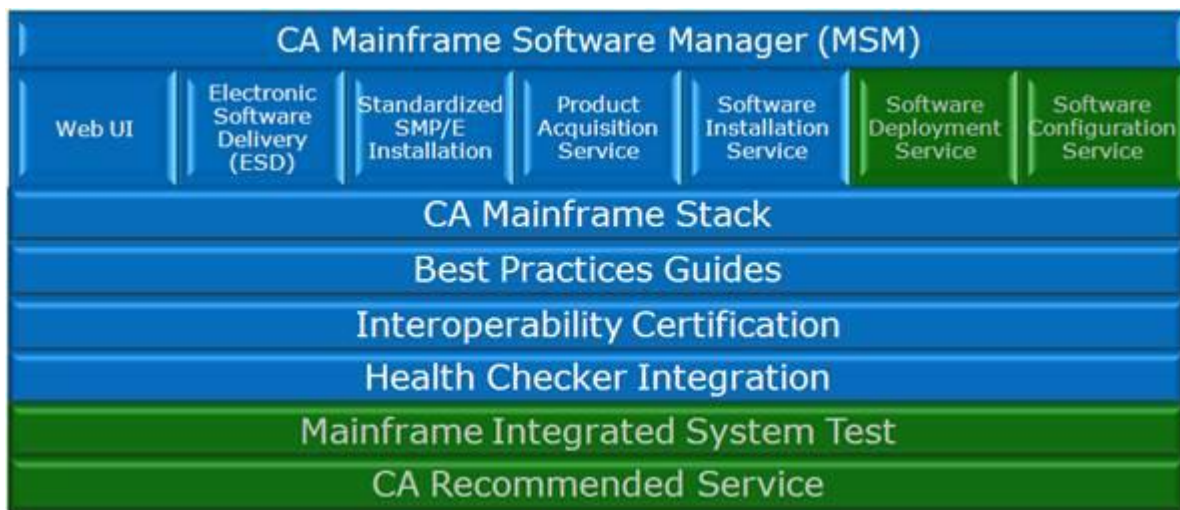 CA Mainframe Software Manager (MSM)
Web UI
Electronic
Software
Delivery
(ESD)
Standardized
SMP/E
Installation
Product
Acquisition
Service
Software
Installation
Service
Software
Deployment
Service
Software
Configuration
Service
CA Mainframe Stack
Best Practices Guides
Interoperability Certification
Health Checker Integration
Mainframe Integrated System Test
CA Recommended Service